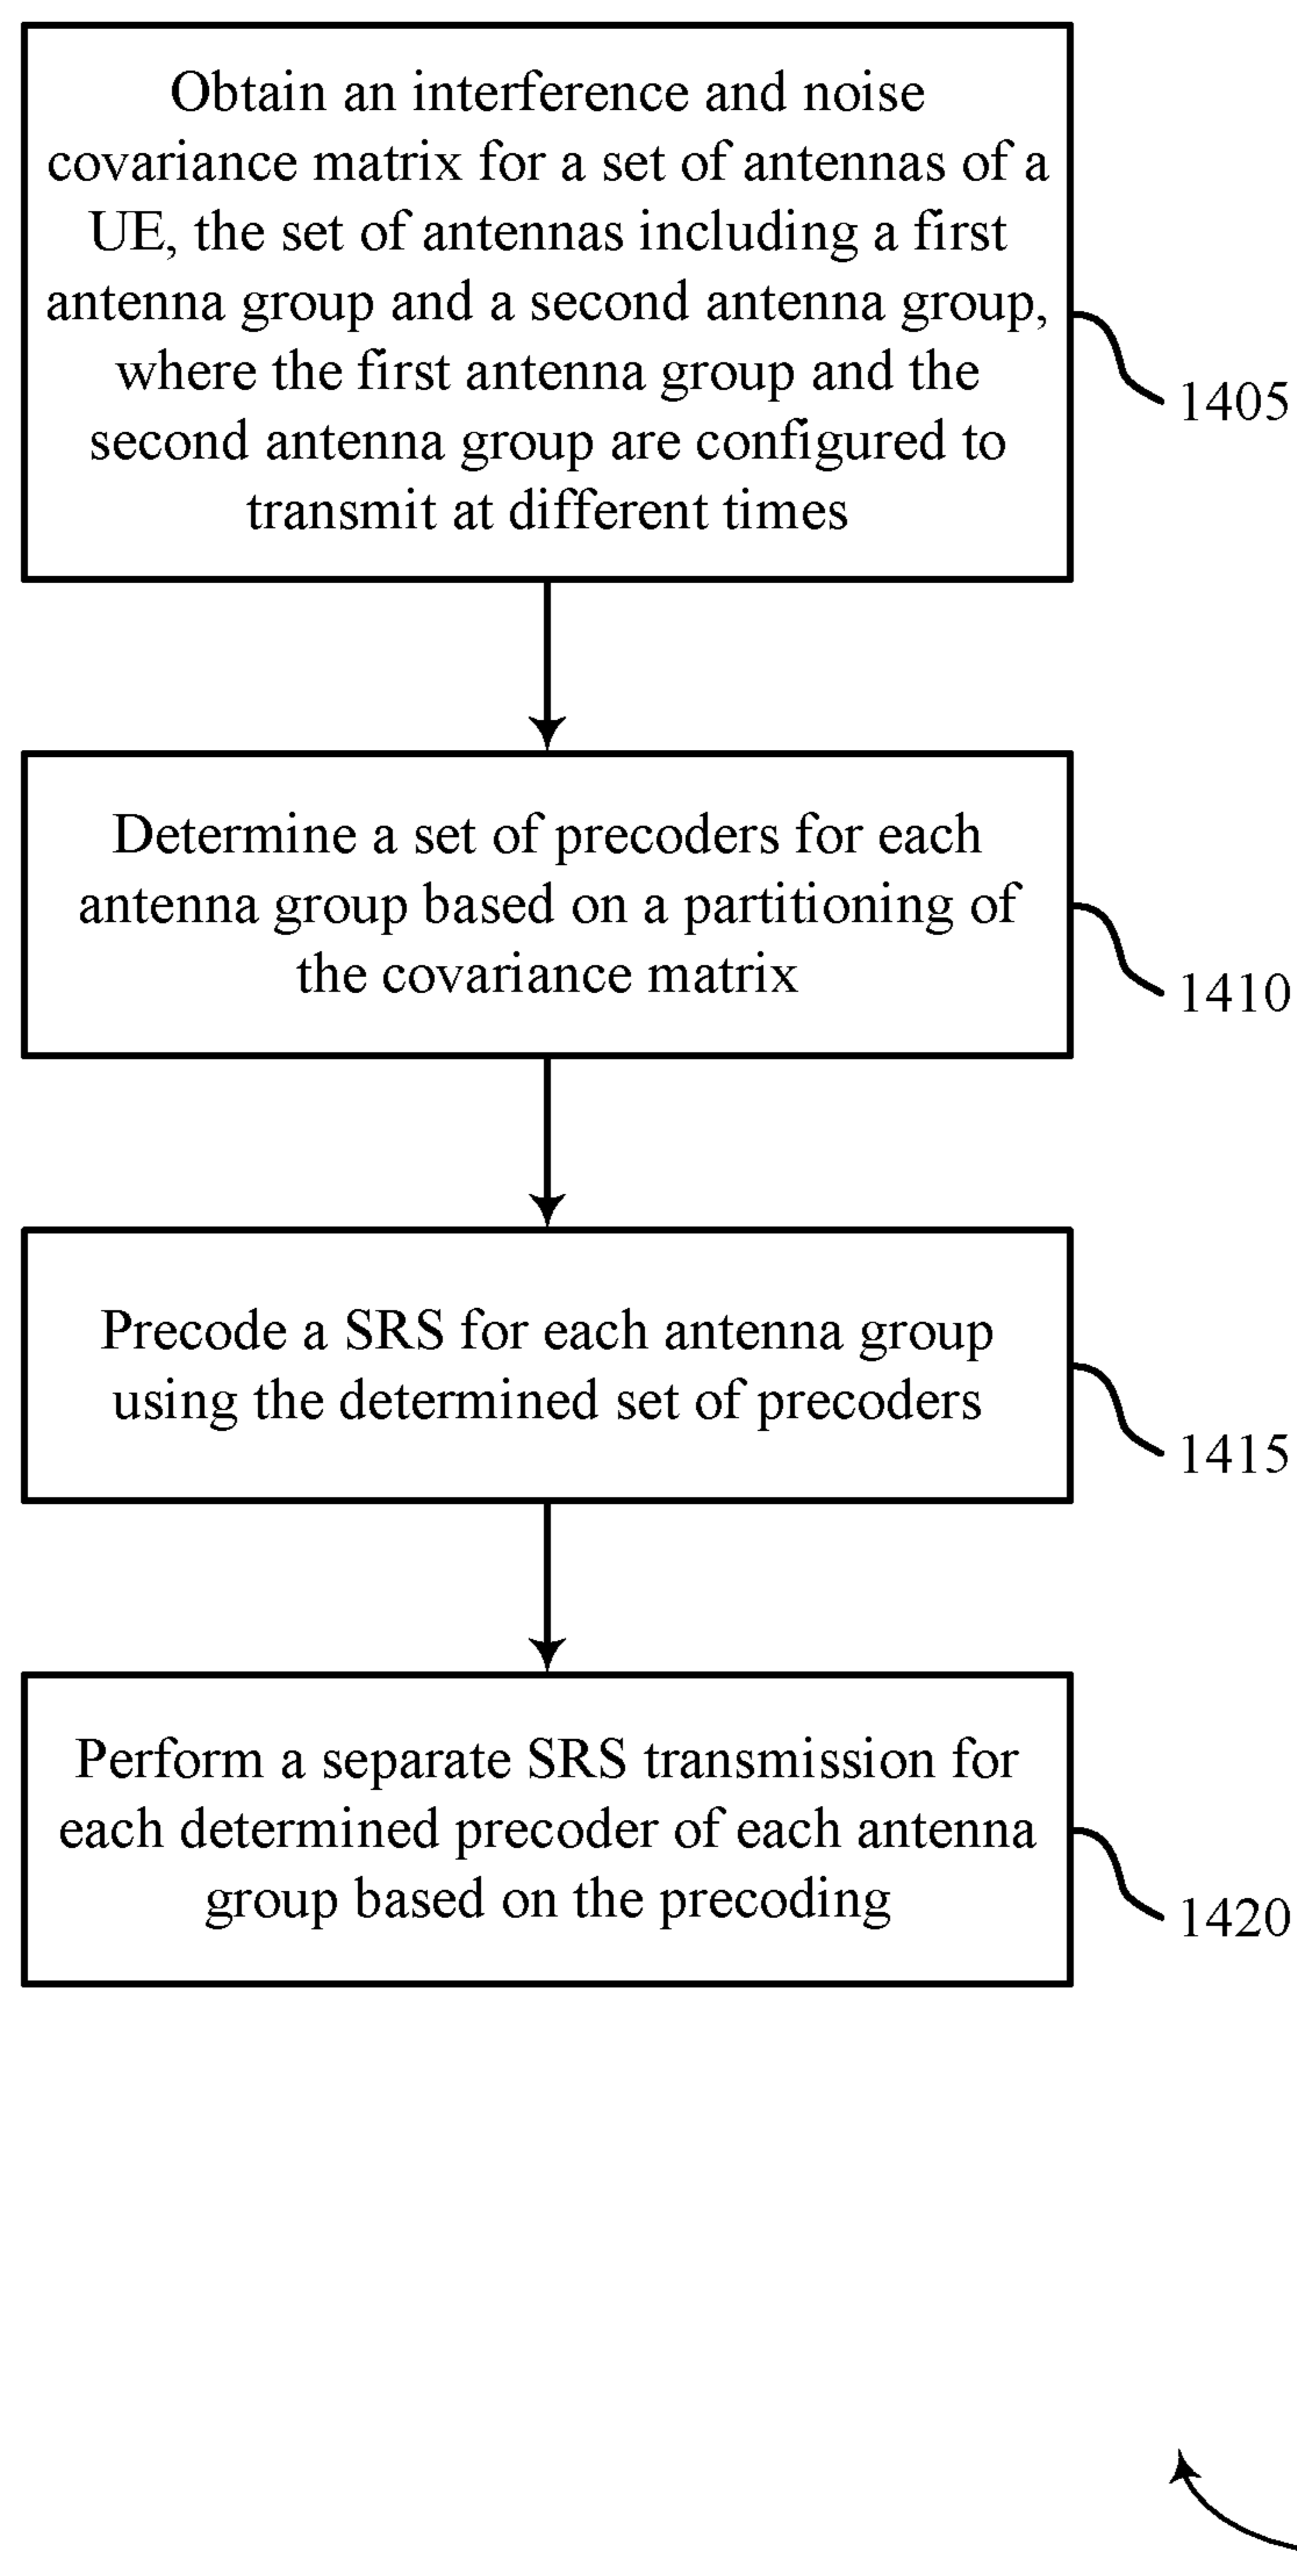 Obtain an interference and noise
covariance matrix for a set of antennas of a
UE, the set of antennas including a first
antenna group and a second antenna group,
where the first antenna group and the
second antenna group are configured to
transmit at different times
1405
Determine a set of precoders for each
antenna group based on a partitioning of
the covariance matrix
1410
Precode a SRS for each antenna group
using the determined set of precoders
1415
Perform a separate SRS transmission for
each determined precoder of each antenna
group based on the precoding
1420